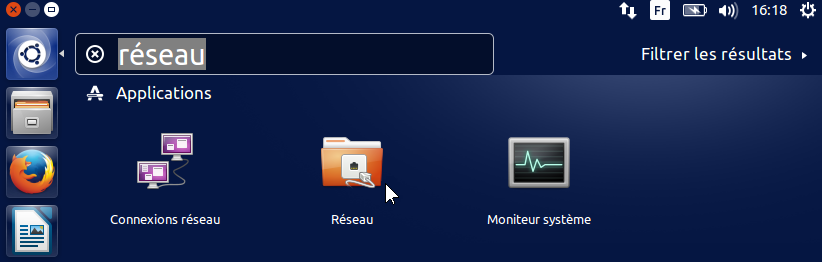 Fr
16:18
réseau
Filtrer les résultats
Applications
Connexions réseau
Réseau
Moniteur système